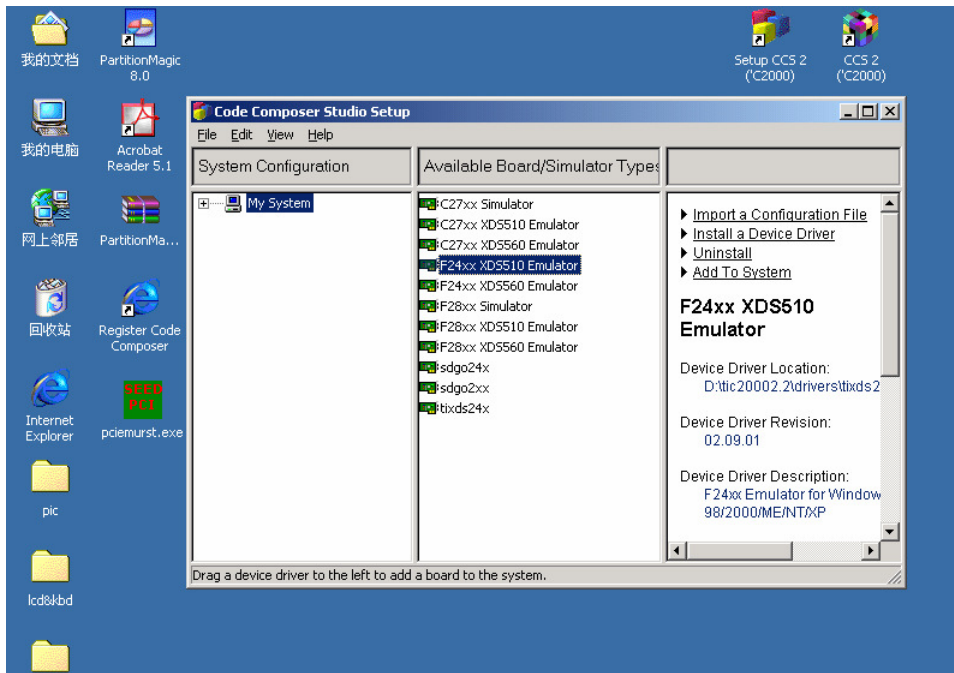 我的文档
PartitionMagic
8.0
Setup CCS 2
('C2000)
CCS 2
('C2000)
我的电脑
Acrobat
Reader 5.1
网上邻居
PartitionMa...
回收站
Register Code
Composer
Internet
Explorer
SEED
PCI
pciemurst.exe
pic
lcd&kbd
Code Composer Studio Setup
File Edit View Help
System Configuration
Available Board/Simulator Types
My System
C27xx Simulator
C27xx XDS510 Emulator
C27xx XDS560 Emulator
F24xx XDS510 Emulator
F24xx XDS560 Emulator
F28xx Simulator
F28xx XDS510 Emulator
F28xx XDS560 Emulator
sdgo24x
sdgo2xx
tixds24x
Import a Configuration File
Install a Device Driver
Uninstall
Add To System
F24xx XDS510
Emulator
Device Driver Location:
D:\tic20002.2\drivers\tixds2
Device Driver Revision:
02.09.01
Device Driver Description:
F24xx Emulator for Window
98/2000/ME/NT/XP
Drag a device driver to the left to add a board to the system.